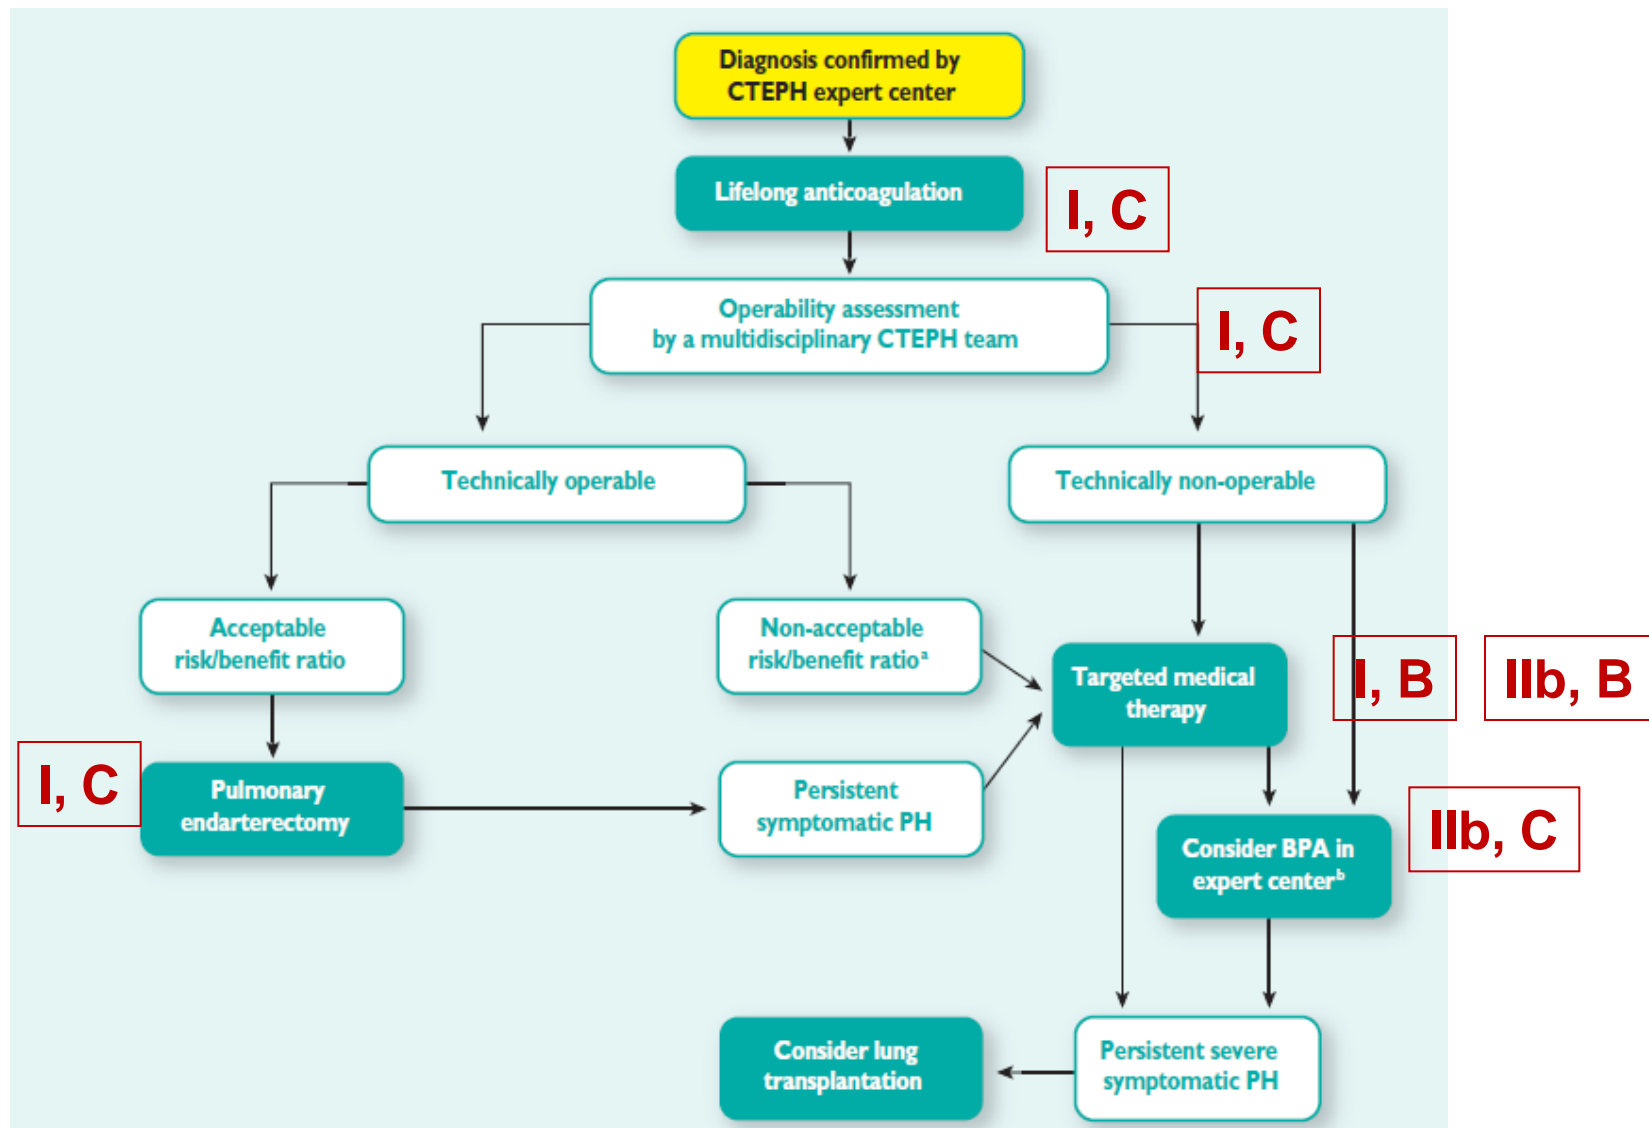 Diagnosis confirmed by
CTEPH expert center
Lifelong anticoagulation
I, C
Operability assessment
by a multidisciplinary CTEPH team
I, C
Technically operable
Technically non-operable
Acceptable
risk/benefit ratio
Non-acceptable
risk/benefit ratioᵃ
Targeted medical
therapy
I, B
IIb, B
I, C
Pulmonary
endarterectomy
Persistent
symptomatic PH
Consider BPA in
expert centerᵇ
IIb, C
Consider lung
transplantation
Persistent severe
symptomatic PH